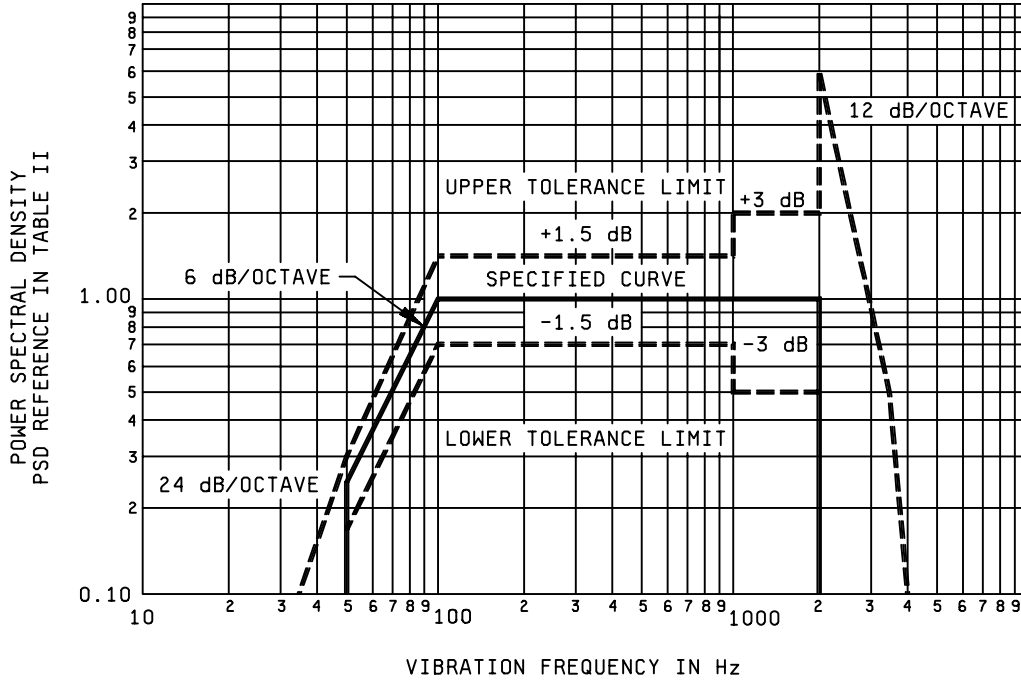 9
8
7
6
5
4
3
2
1.00
9
8
7
6
5
4
3
2
0.10
POWER SPECTRAL DENSITY
PSD REFERENCE IN TABLE II
12 dB/OCTAVE
UPPER TOLERANCE LIMIT
+3 dB
+1.5 dB
6 dB/OCTAVE
SPECIFIED CURVE
-1.5 dB
-3 dB
LOWER TOLERANCE LIMIT
24 dB/OCTAVE
10 2 3 4 5 6 7 8 9 100 2 3 4 5 6 7 8 9 1000 2 3 4 5 6 7 8 9
VIBRATION FREQUENCY IN Hz